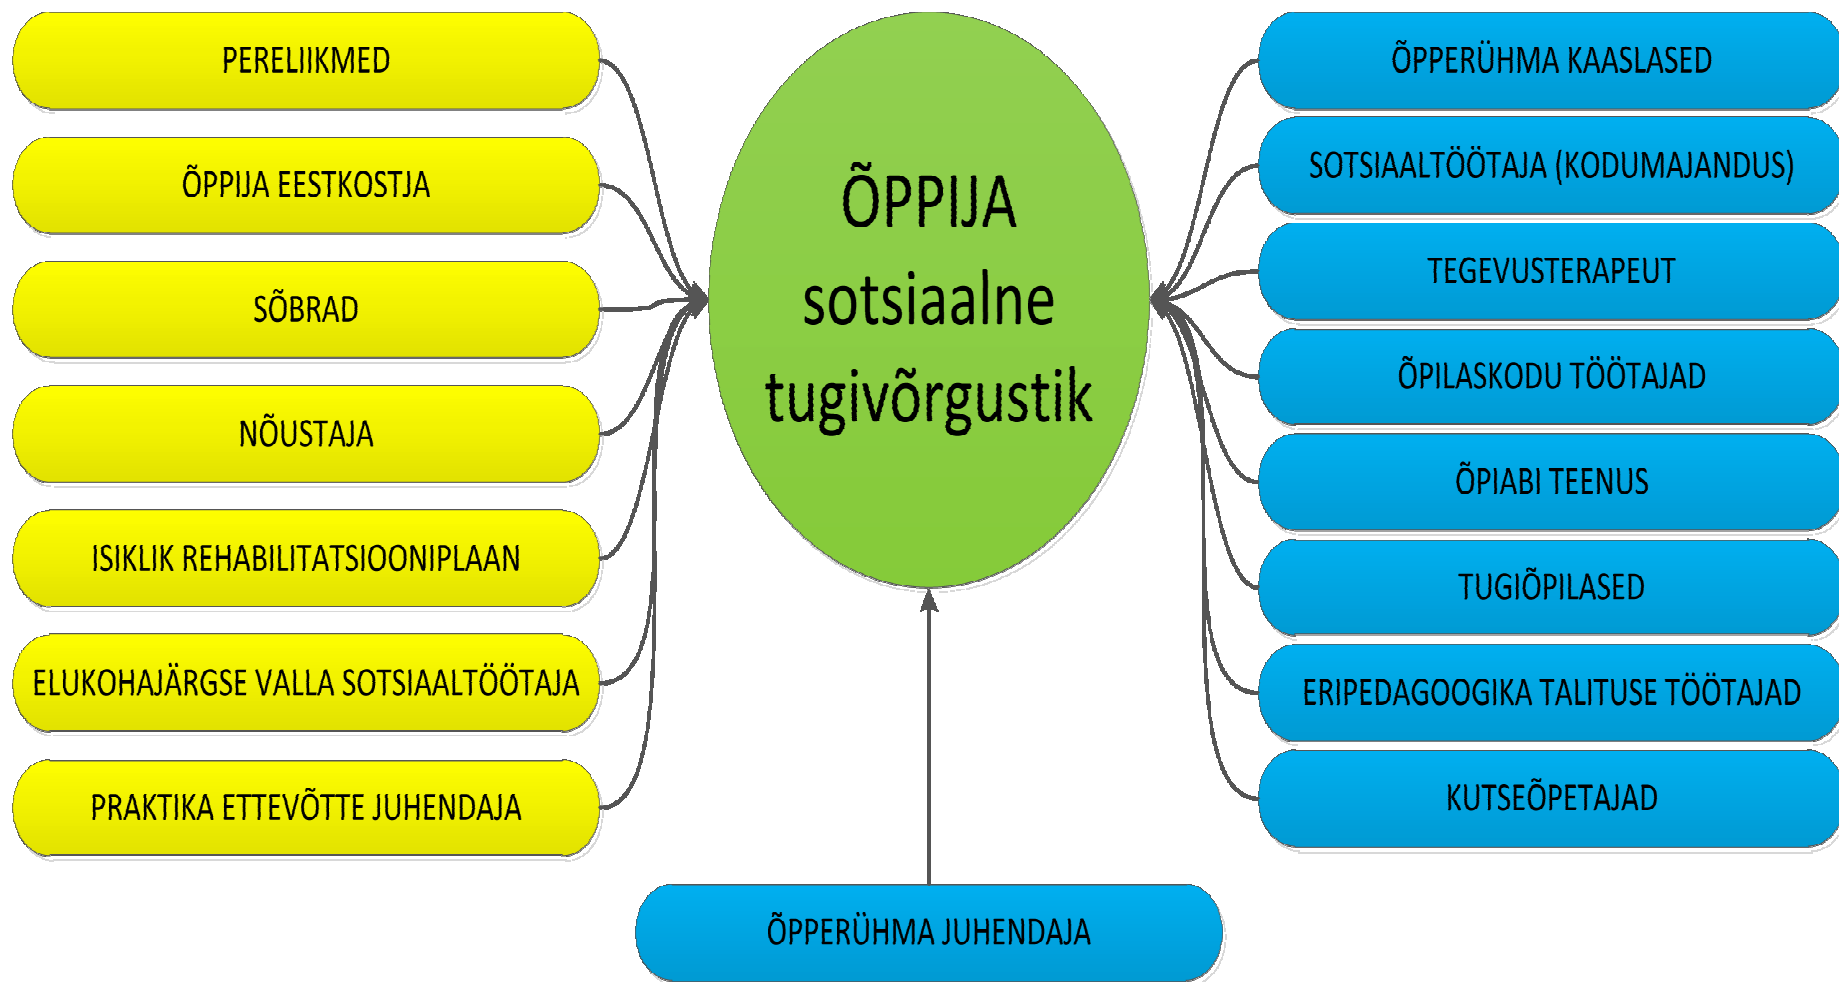 PERELIIKMED
ÕPPIJA EESTKOSTJA
SÕBRAD
NÕUSTAJA
ISIKLIK REHABILITATSIOONIPLAAN
ELUKOHAJÄRGSE VALLA SOTSIAALTÖÖTAJA
PRAKTIKA ETTEVÕTTE JUHENDAJA
ÕPPIJA
sotsiaalne
tugivõrgustik
ÕPPERÜHMA KAASLASED
SOTSIAALTÖÖTAJA (KODUMAJANDUS)
TEGEVUSTERAPEUT
ÕPILASKODU TÖÖTAJAD
ÕPIABI TEENUS
TUGIÕPILASED
ERIPEDAGOOGIKA TALITUSE TÖÖTAJAD
KUTSEÕPETAJAD
ÕPPERÜHMA JUHENDAJA